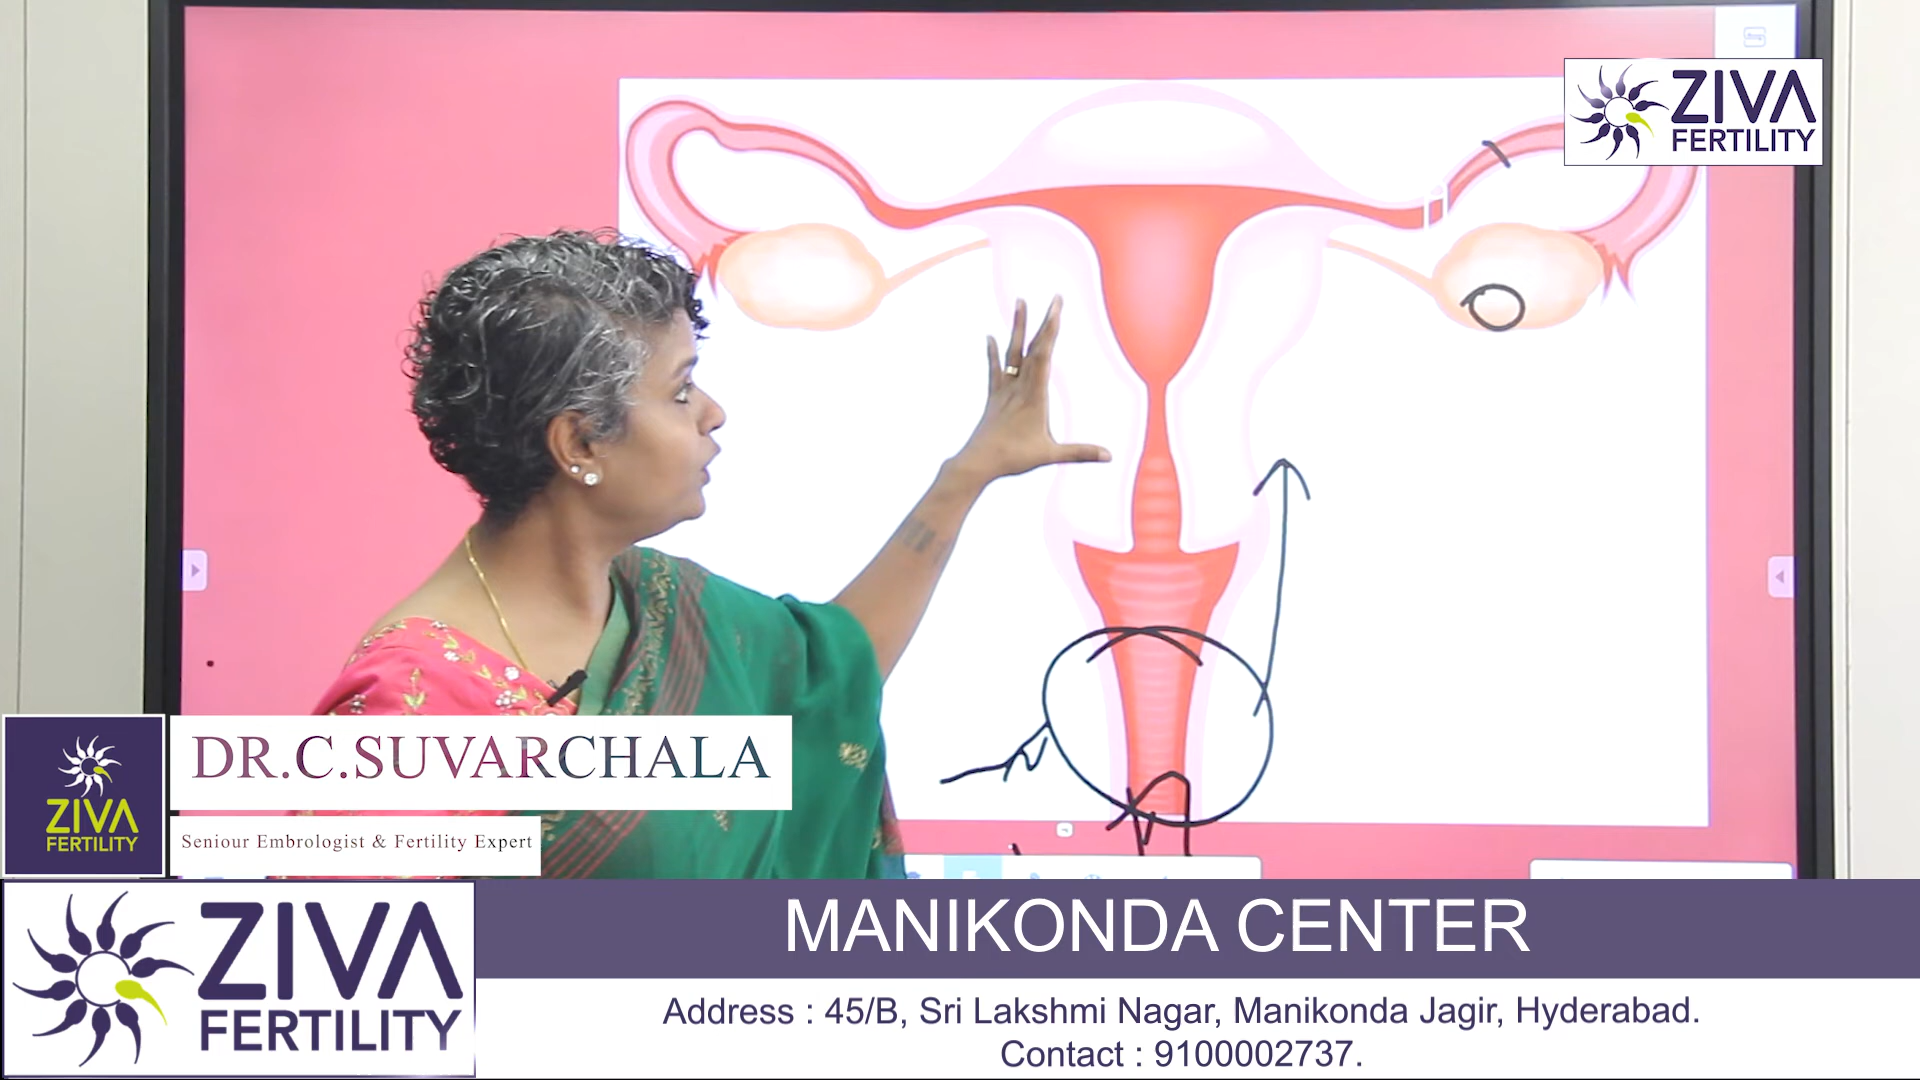 ZIVA
FERTILITY
DR.C.SUVARCHALA
Seniour Embrologist & Fertility Expert
ZIVA
FERTILITY
ZIVA
FERTILITY
MANIKONDA CENTER
Address : 45/B, Sri Lakshmi Nagar, Manikonda Jagir, Hyderabad.
Contact : 9100002737.